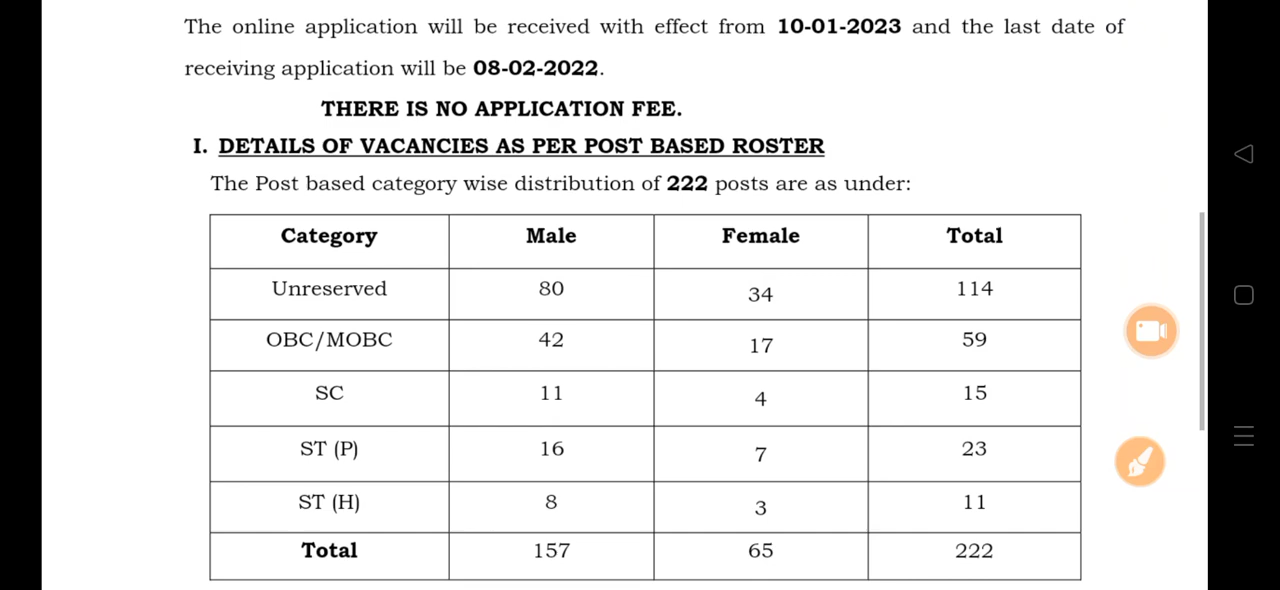 The online application will be received with effect from 10-01-2023 and the last date of
receiving application will be 08-02-2022.
THERE IS NO APPLICATION FEE.
I. DETAILS OF VACANCIES AS PER POST BASED ROSTER
The Post based category wise distribution of 222 posts are as under:
Category Male Female Total
Unreserved 80 34 114
OBC/MOBC 42 17 59
SC 11 4 15
ST (P) 16 7 23
ST (H) 8 3 11
Total 157 65 222